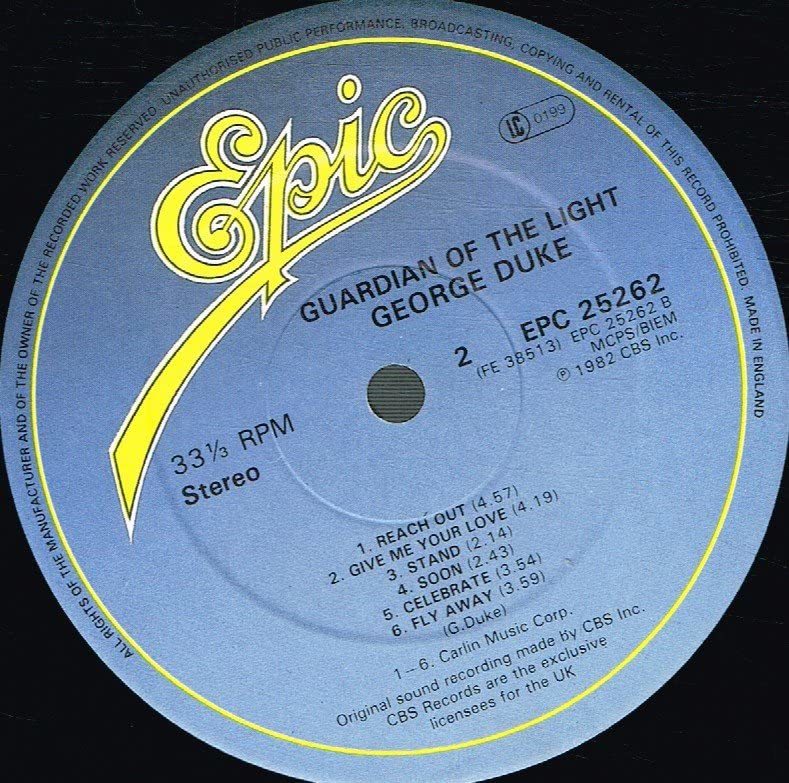 ALL RIGHTS OF THE MANUFACTURER AND OF THE OWNER OF THE RECORDED WORK RESERVED. UNAUTHORISED PUBLIC PERFORMANCE, BROADCASTING, COPYING AND RENTAL OF THIS RECORD PROHIBITED. MADE IN ENGLAND
Epic
LC 0199
GUARDIAN OF THE LIGHT
GEORGE DUKE
2 EPC 25262
(FE 38513) EPC 25262 B
MCPS/BIEM
℗ 1982 CBS Inc.
33⅓ RPM
Stereo
1. REACH OUT (4.57)
2. GIVE ME YOUR LOVE (4.19)
3. STAND (2.14)
4. SOON (2.43)
5. CELEBRATE (3.54)
6. FLY AWAY (3.59)
(G.Duke)
1–6. Carlin Music Corp.
Original sound recording made by CBS Inc.
CBS Records are the exclusive
licensees for the UK